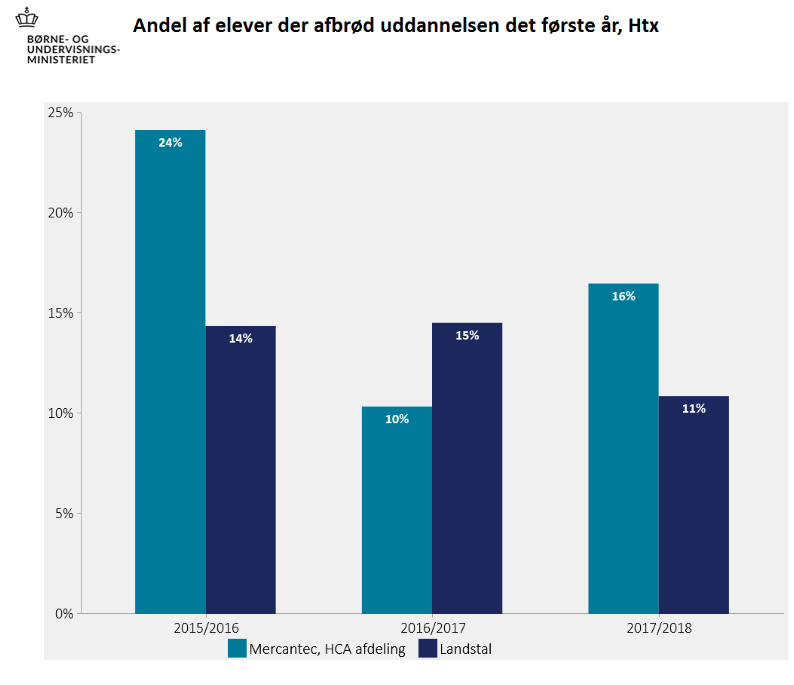 BØRNE- OG
UNDERVISNINGS-
MINISTERIET
Andel af elever der afbrød uddannelsen det første år, Htx
25%
20%
15%
10%
5%
0%
24%
14%
10%
15%
16%
11%
2015/2016
2016/2017
2017/2018
Mercantec, HCA afdeling
Landstal